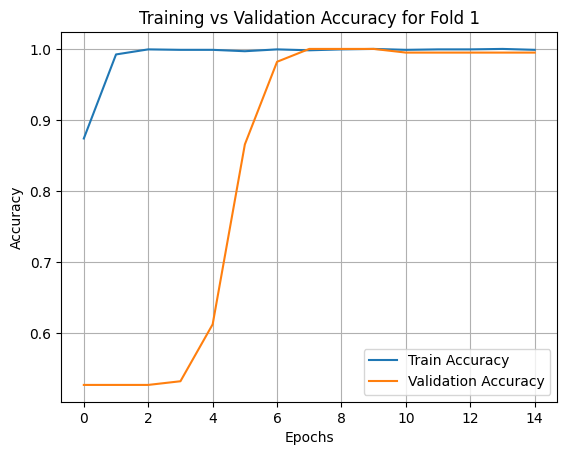 Training vs Validation Accuracy for Fold 1
1.0
0.9
0.8
0.7
0.6
Accuracy
Train Accuracy
Validation Accuracy
0 2 4 6 8 10 12 14
Epochs